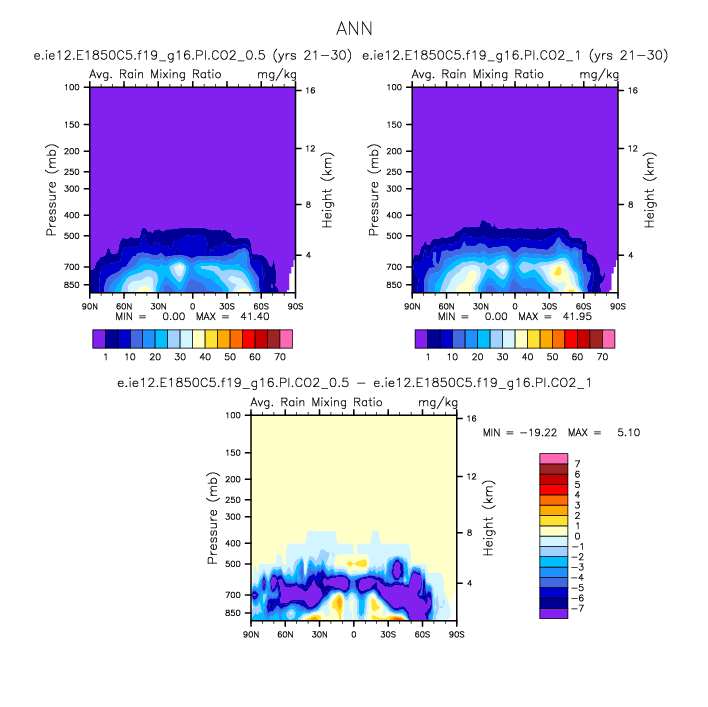 ANN
e.ie12.E1850C5.f19_g16.PI.CO2_0.5 (yrs 21−30)
e.ie12.E1850C5.f19_g16.PI.CO2_1 (yrs 21−30)
Avg. Rain Mixing Ratio mg/kg
Avg. Rain Mixing Ratio mg/kg
100
150
200
250
300
400
500
700
850
Pressure (mb)
16
12
8
4
Height (km)
90N 60N 30N 0 30S 60S 90S
MIN = 0.00 MAX = 41.40
1 10 20 30 40 50 60 70
100
150
200
250
300
400
500
700
850
Pressure (mb)
16
12
8
4
Height (km)
90N 60N 30N 0 30S 60S 90S
MIN = 0.00 MAX = 41.95
1 10 20 30 40 50 60 70
e.ie12.E1850C5.f19_g16.PI.CO2_0.5 − e.ie12.E1850C5.f19_g16.PI.CO2_1
Avg. Rain Mixing Ratio mg/kg
100
150
200
250
300
400
500
700
850
Pressure (mb)
16
12
8
4
Height (km)
90N 60N 30N 0 30S 60S 90S
MIN = −19.22 MAX = 5.10
7
6
5
4
3
2
1
0
−1
−2
−3
−4
−5
−6
−7